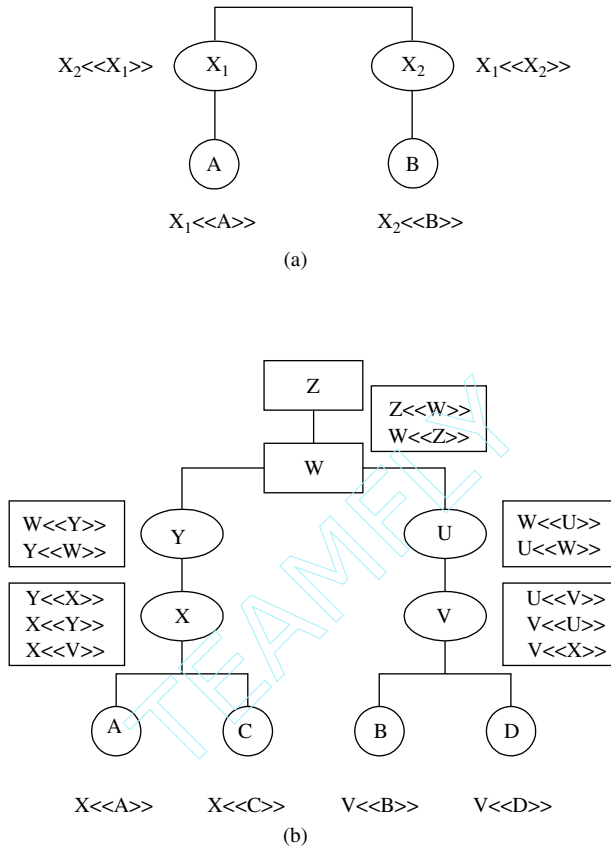 X₂<<X₁>> X₁ X₂ X₁<<X₂>>
A B
X₁<<A>> X₂<<B>>
(a)
Z
Z<<W>>
W<<Z>>
W
W<<Y>>
Y<<W>>
Y
U
W<<U>>
U<<W>>
Y<<X>>
X<<Y>>
X<<V>>
X
V
U<<V>>
V<<U>>
V<<X>>
A C B D
X<<A>> X<<C>> V<<B>> V<<D>>
(b)
TEAMFLY